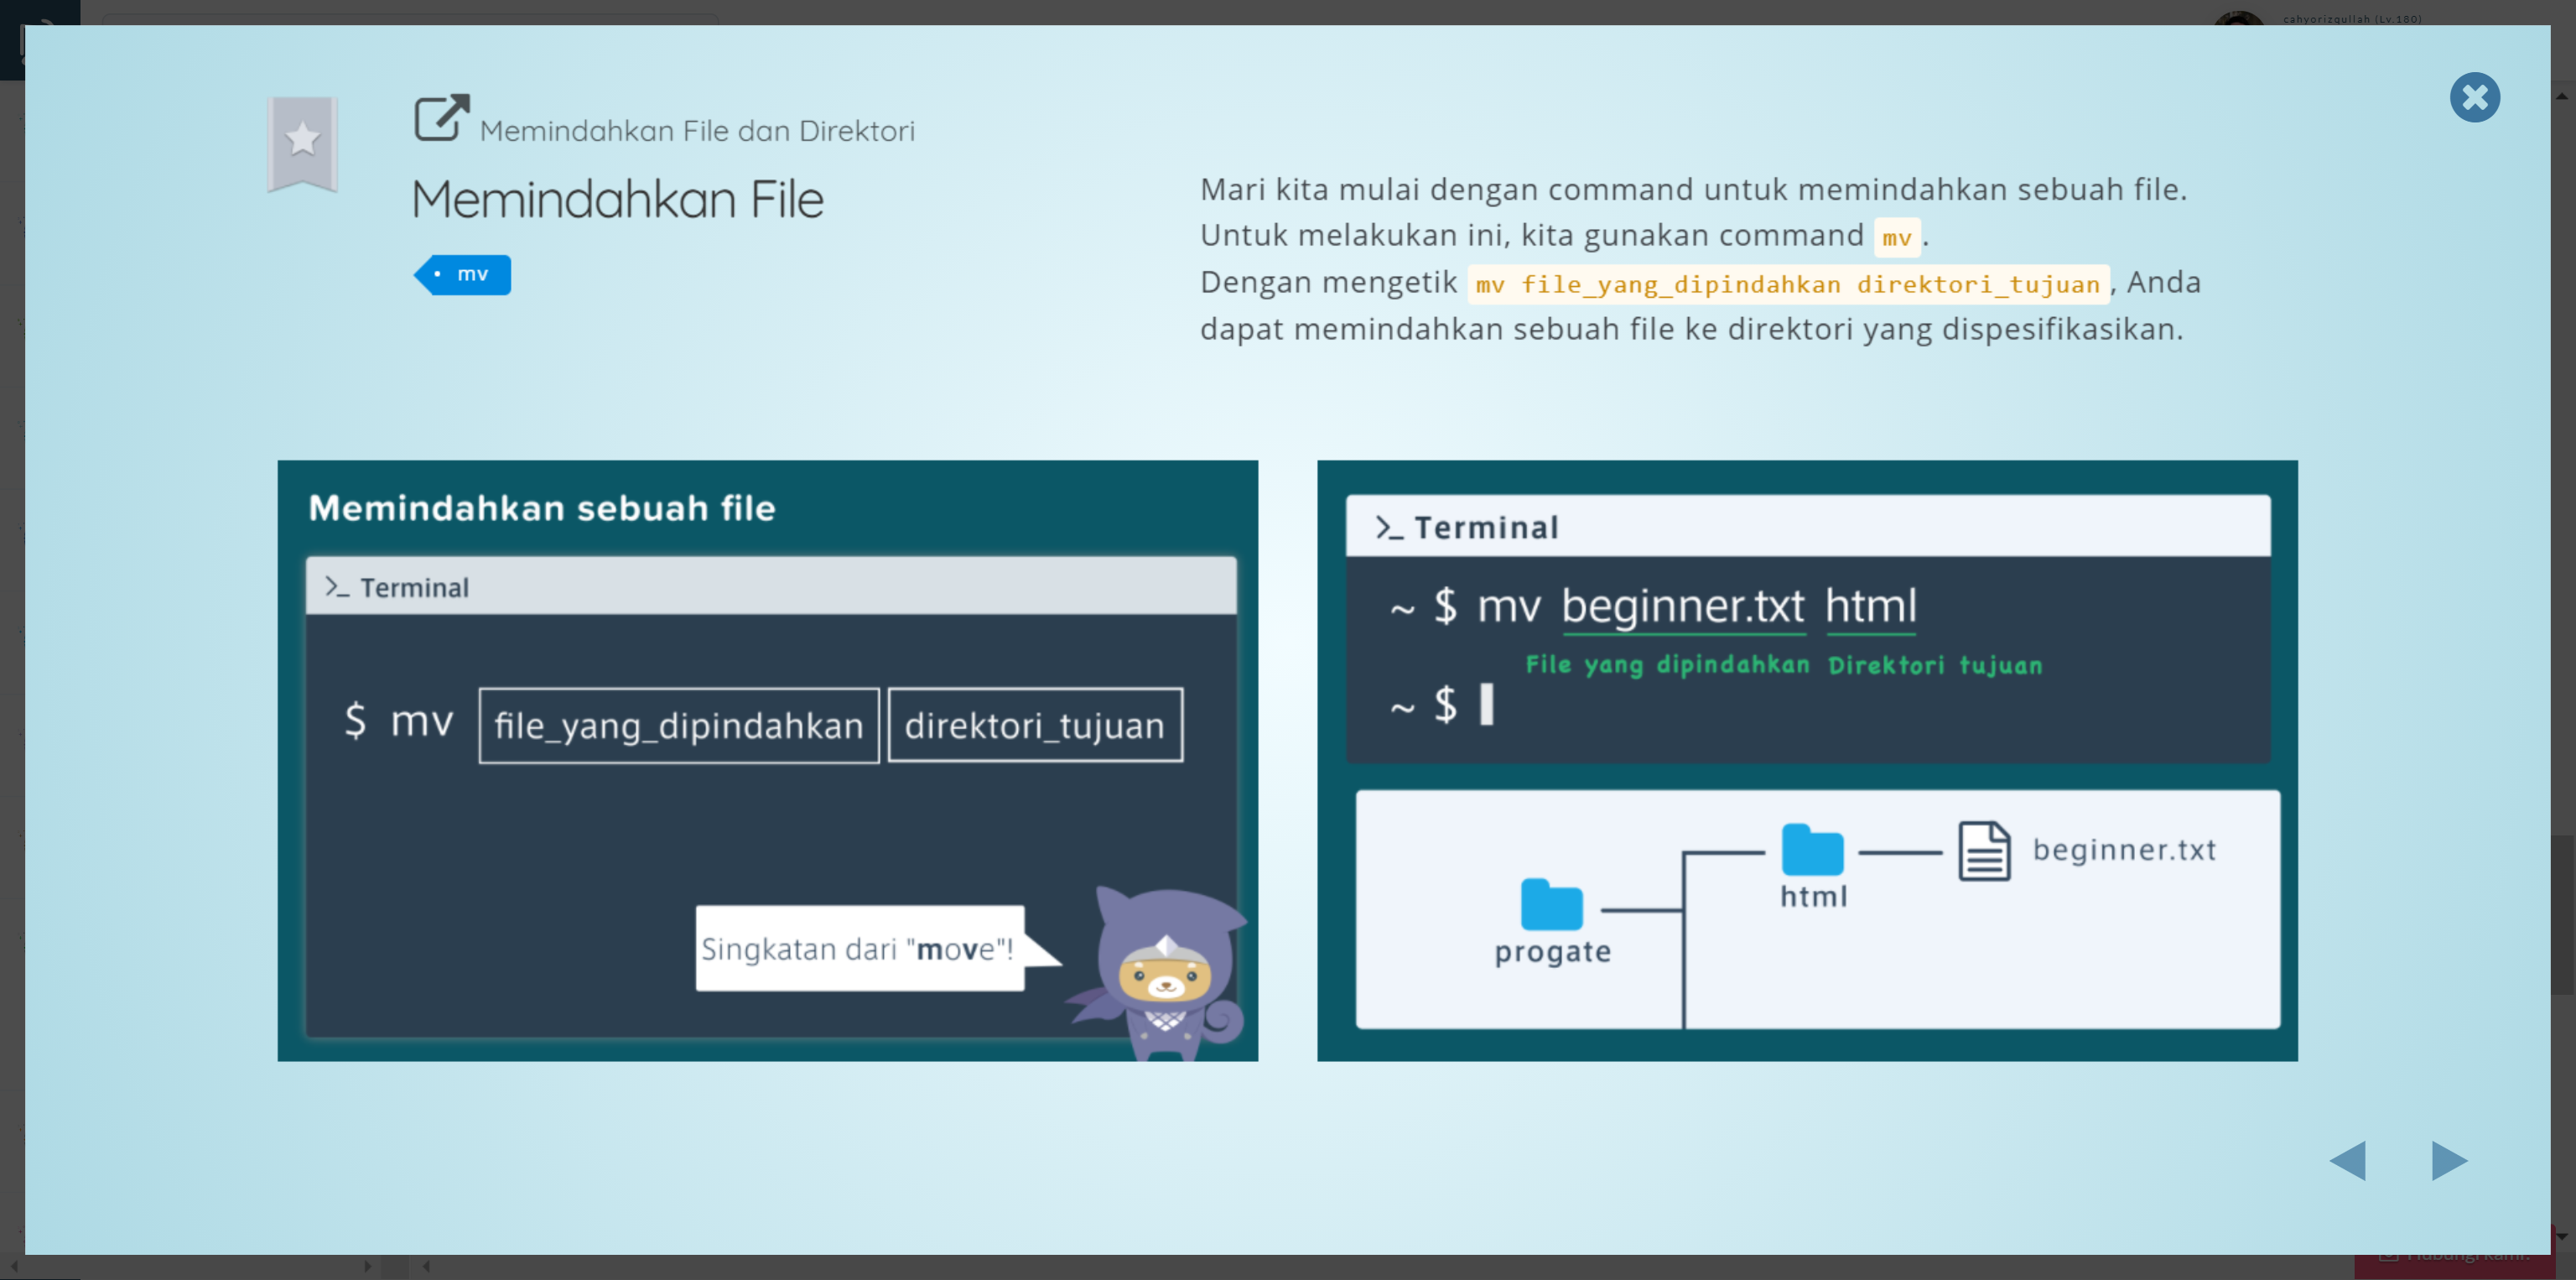 cahyorizqullah (Lv.180)
Memindahkan File dan Direktori
Memindahkan File
mv
Mari kita mulai dengan command untuk memindahkan sebuah file.
Untuk melakukan ini, kita gunakan command mv.
Dengan mengetik mv file_yang_dipindahkan direktori_tujuan, Anda
dapat memindahkan sebuah file ke direktori yang dispesifikasikan.
Memindahkan sebuah file
>_ Terminal
$ mv file_yang_dipindahkan direktori_tujuan
Singkatan dari "move"!
>_ Terminal
~ $ mv beginner.txt html
File yang dipindahkan Direktori tujuan
~ $
beginner.txt
html
progate
Hubungi kami!